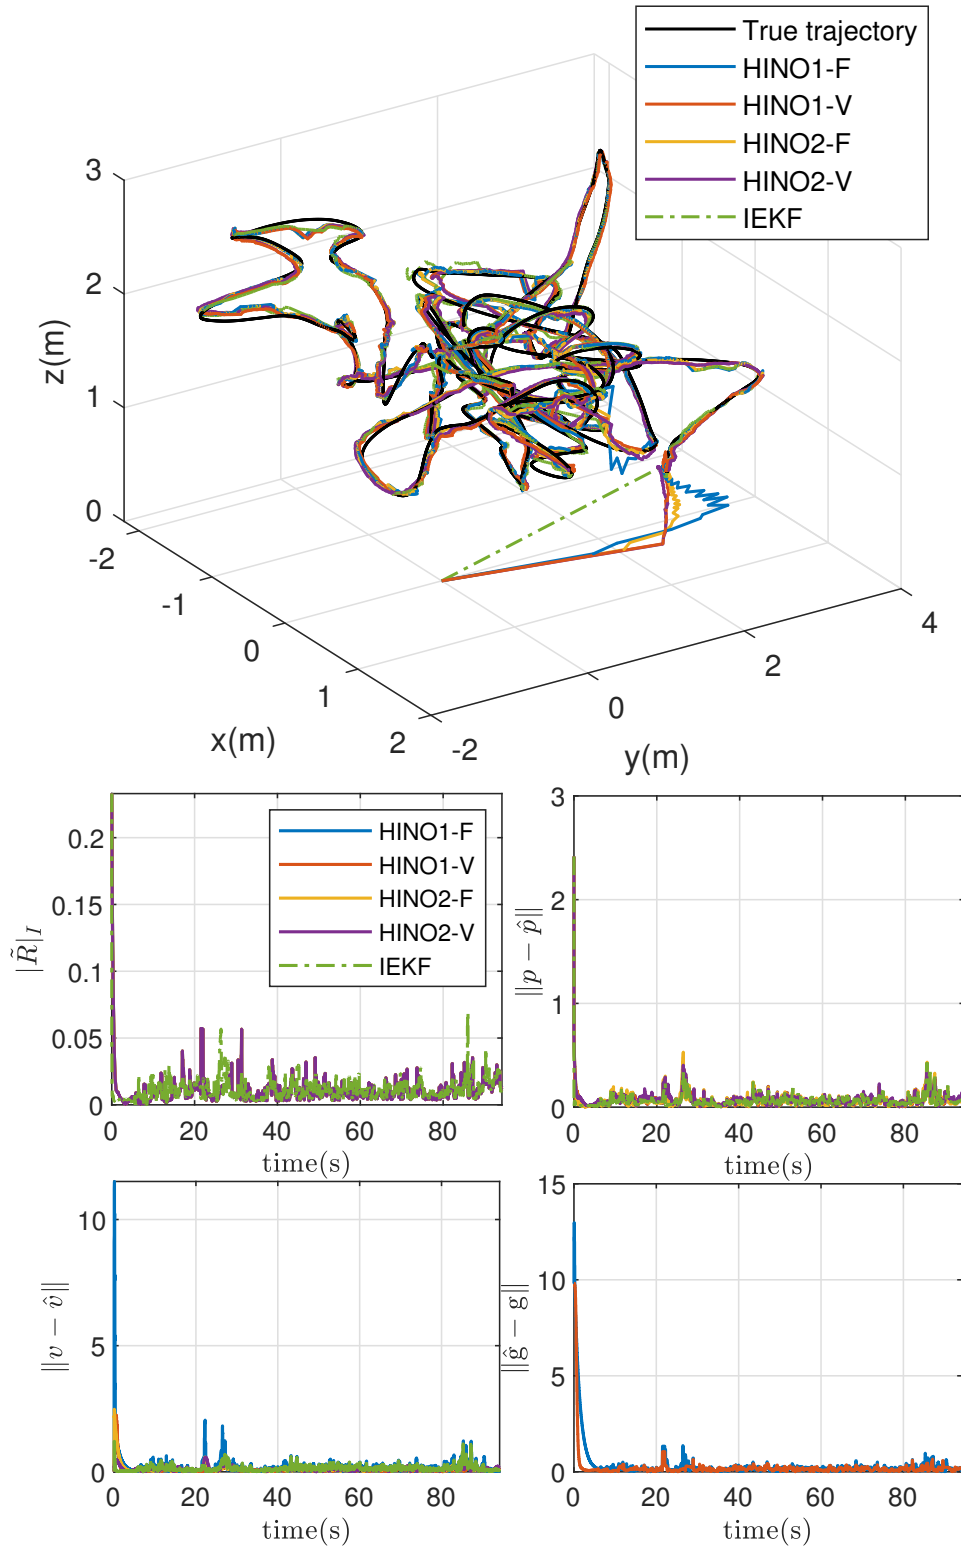 True trajectory
HINO1-F
HINO1-V
HINO2-F
HINO2-V
IEKF
3
2
1
0
z(m)
-2
-1
0
1
2
x(m)
-2
0
2
4
y(m)
0.2
0.15
0.1
0.05
0
|R̃|_I
HINO1-F
HINO1-V
HINO2-F
HINO2-V
IEKF
0 20 40 60 80
time(s)
3
2
1
0
||p − p̂||
0 20 40 60 80
time(s)
10
5
0
||v − v̂||
0 20 40 60 80
time(s)
15
10
5
0
||ĝ − g||
0 20 40 60 80
time(s)